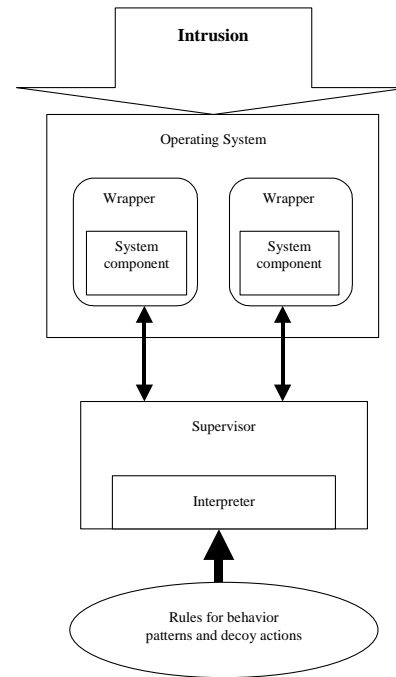 Intrusion
Operating System
Wrapper
System
component
Wrapper
System
component
Supervisor
Interpreter
Rules for behavior
patterns and decoy actions